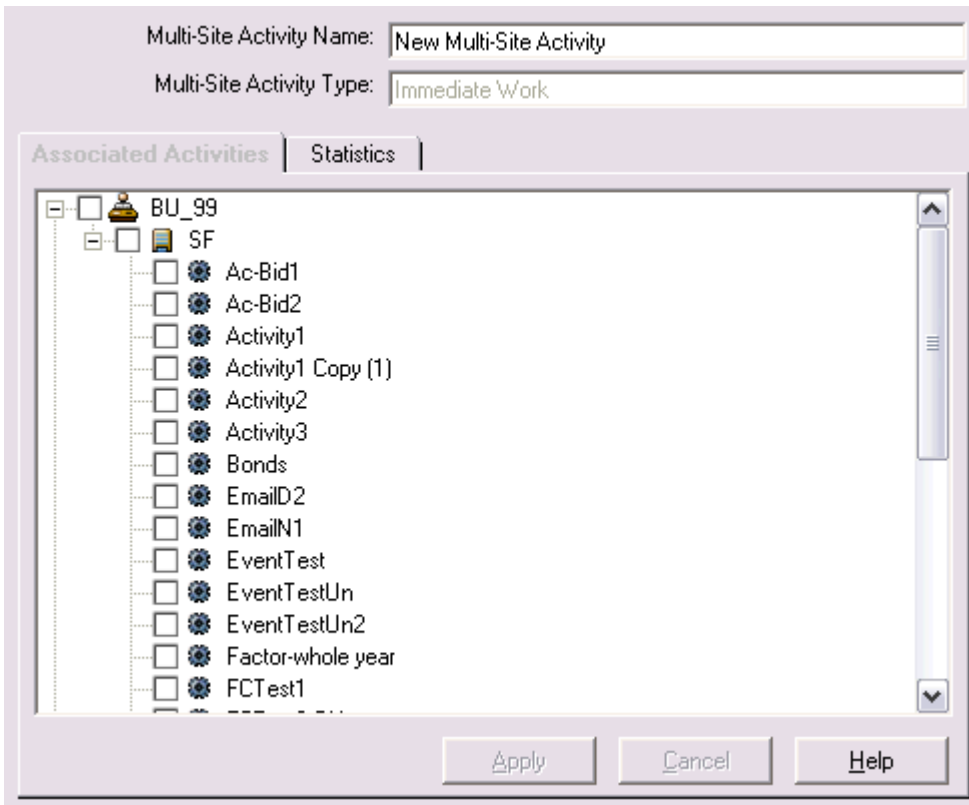 Multi-Site Activity Name: New Multi-Site Activity
Multi-Site Activity Type: Immediate Work
Associated Activities Statistics
BU_99
SF
Ac-Bid1
Ac-Bid2
Activity1
Activity1 Copy (1)
Activity2
Activity3
Bonds
EmailD2
EmailN1
EventTest
EventTestUn
EventTestUn2
Factor-whole year
FCTest1
Apply Cancel Help